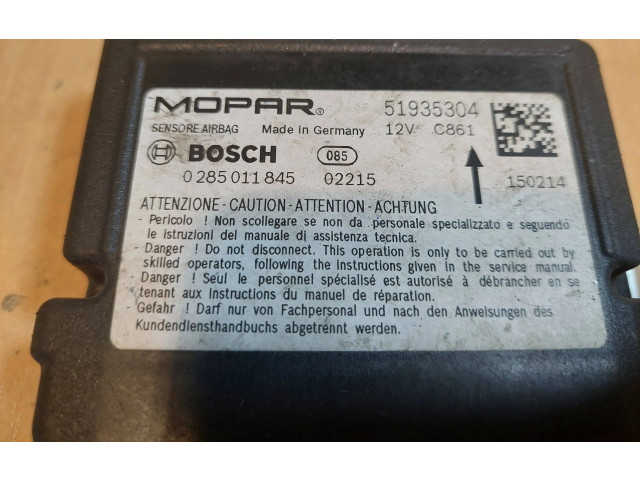 MOPAR® 51935304
SENSORE AIRBAG Made in Germany 12V C861
BOSCH 085
0 285 011 845 02215 150214
ATTENZIONE - CAUTION - ATTENTION - ACHTUNG
- Pericolo ! Non scollegare se non da personale specializzato e seguendo
le istruzioni del manuale di assistenza tecnica.
- Danger ! Do not disconnect. This operation is only to be carried out by
skilled operators, following the instructions given in the service manual.
- Danger ! Seul le personnel spécialisé est autorisé à débrancher en se
tenant aux instructions du manuel de réparation.
- Gefahr ! Darf nur von Fachpersonal und nach den Anweisungen des
Kundendiensthandbuchs abgetrennt werden.